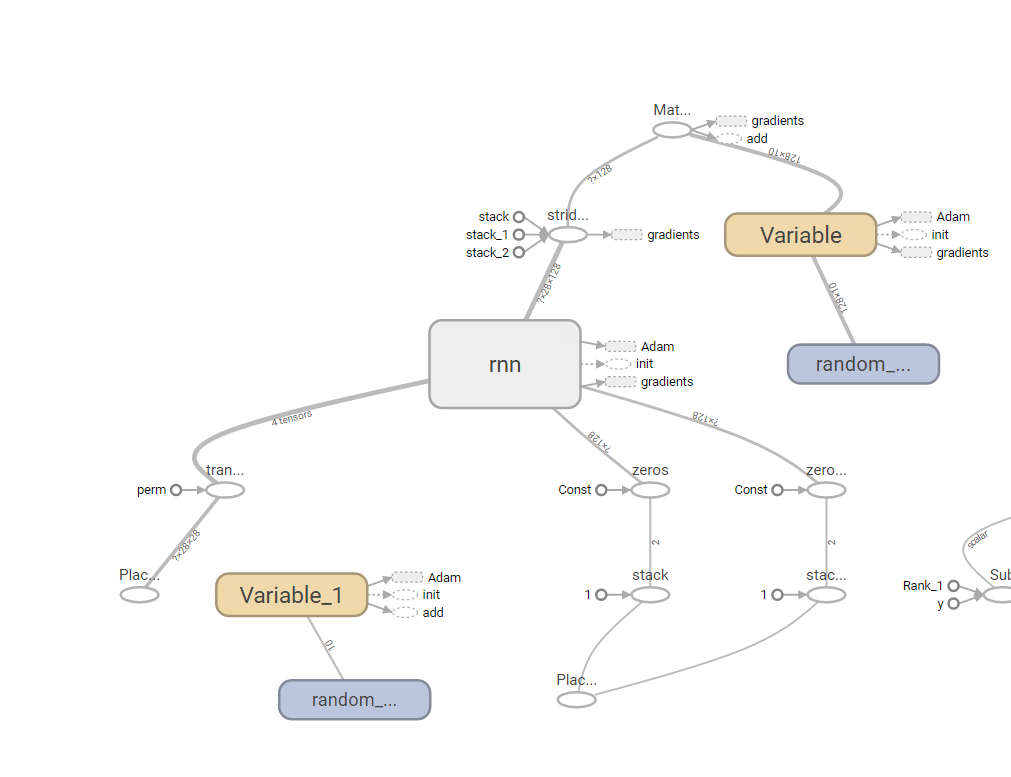 Mat...
gradients
add
?×128
128×10
stack
strid...
stack_1
gradients
stack_2
Variable
Adam
init
gradients
?×28×128
128×10
rnn
Adam
init
gradients
random_...
4 tensors
?×128
?×128
tran...
perm
zeros
Const
zero...
Const
?×28×28
2
2
scalar
Plac...
Variable_1
Adam
init
add
stack
1
stac...
1
Rank_1
y
Sub
10
random_...
Plac...